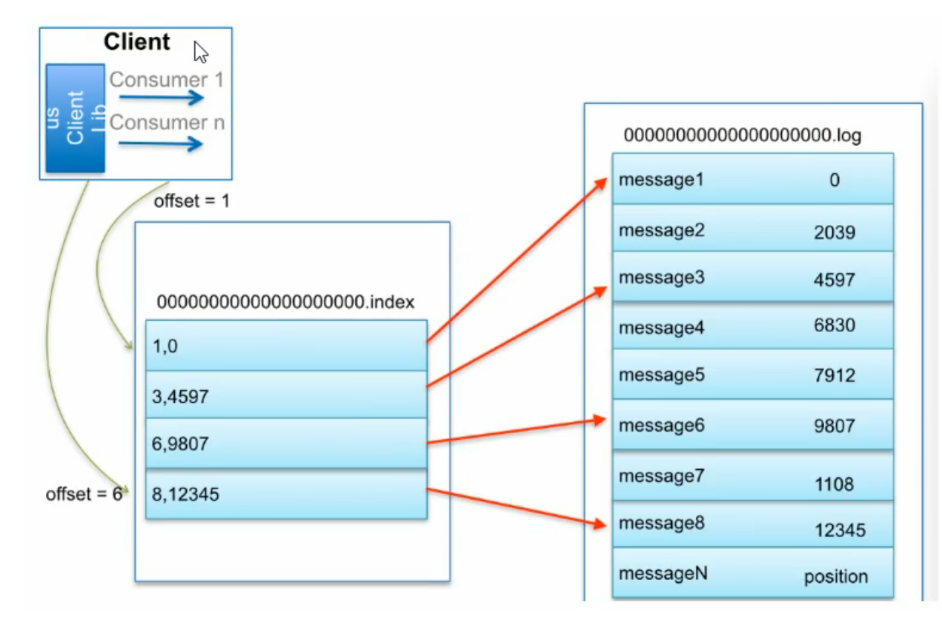 Client
us
Client
Lib
Consumer 1
Consumer n
offset = 1
00000000000000000000.index
1,0
3,4597
6,9807
8,12345
offset = 6
00000000000000000000.log
message1 0
message2 2039
message3 4597
message4 6830
message5 7912
message6 9807
message7 1108
message8 12345
messageN position